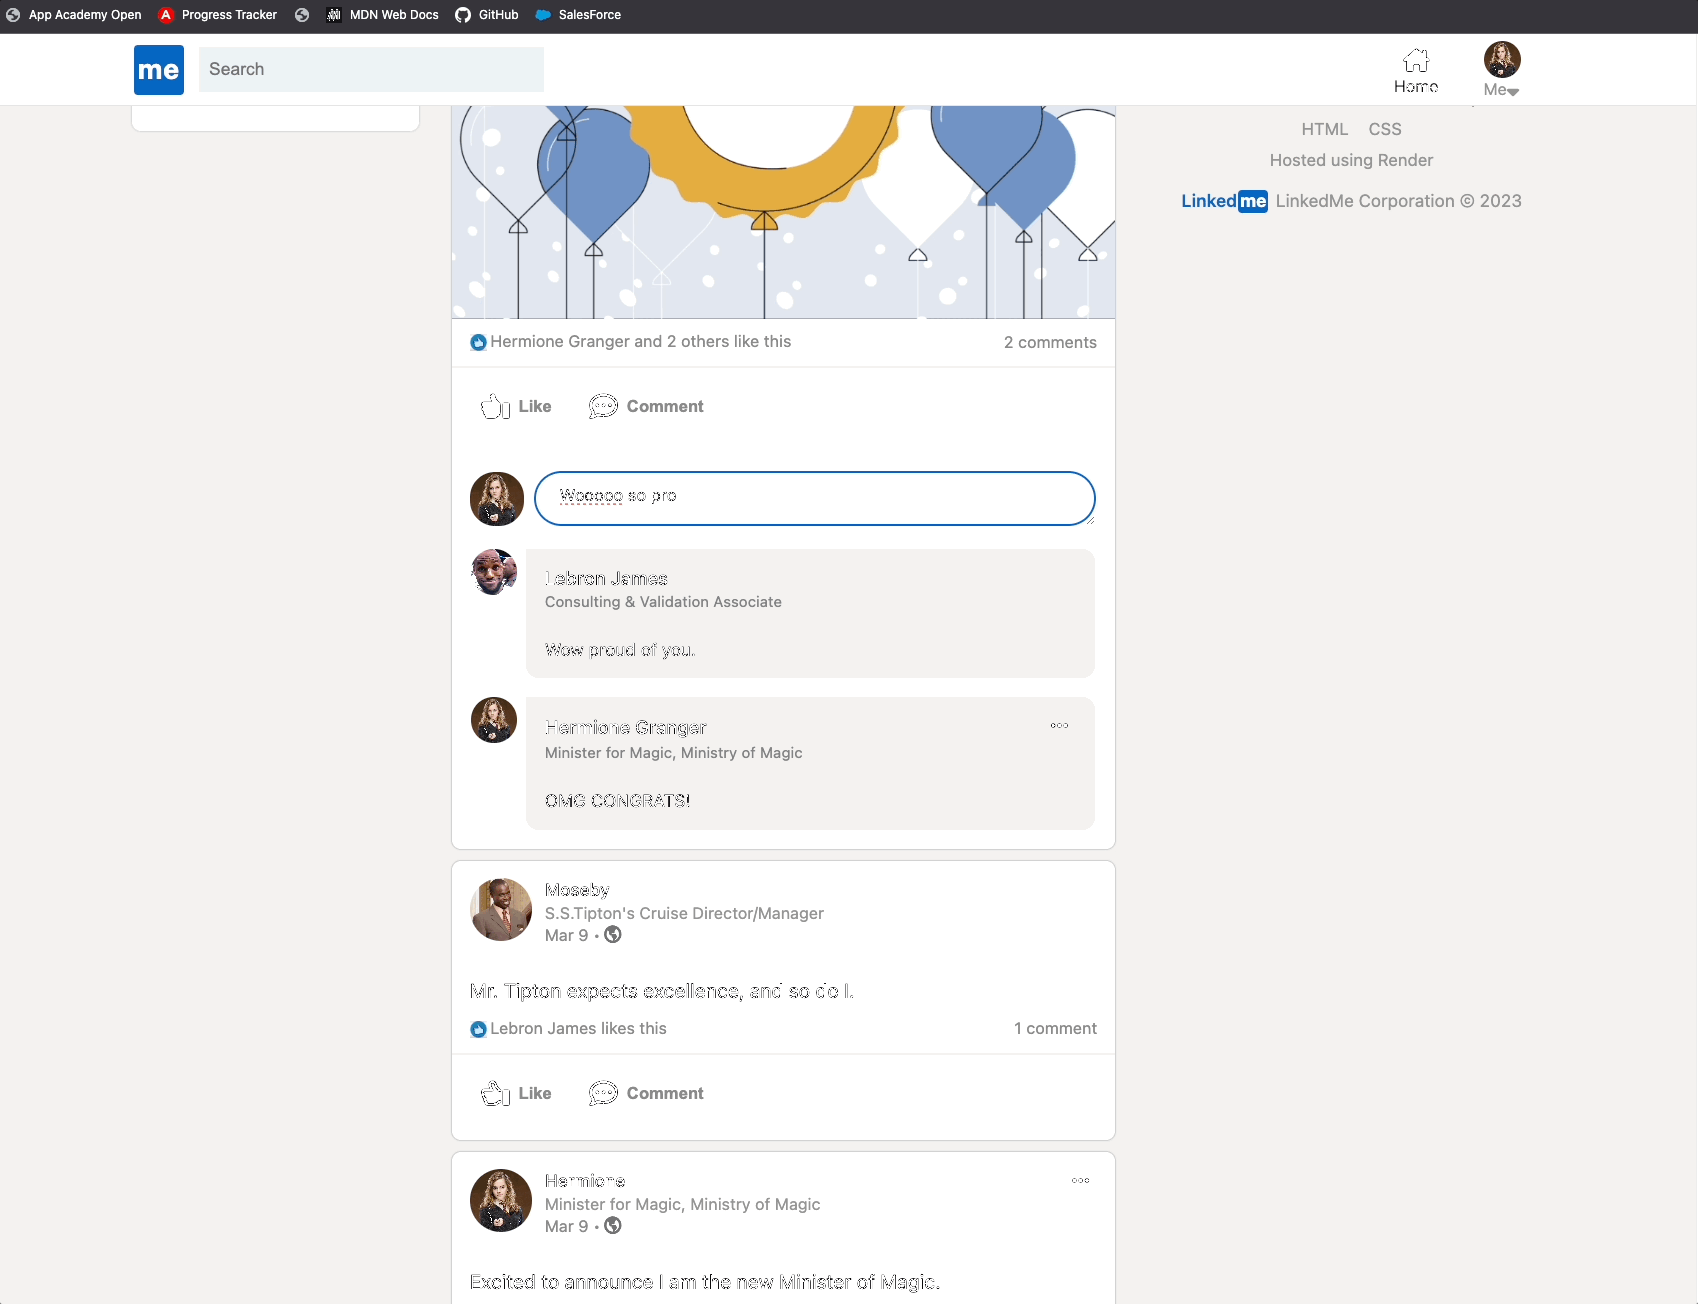 App Academy Open
A Progress Tracker
MDN Web Docs
GitHub
SalesForce
me
Search
Home
Me
HTML CSS
Hosted using Render
Linked me LinkedMe Corporation © 2023
Hermione Granger and 2 others like this
2 comments
Like
Comment
Wooooo so pro
Lebron James
Consulting & Validation Associate
Wow proud of you.
Hermione Granger
Minister for Magic, Ministry of Magic
OMG CONGRATS!
Moseby
S.S.Tipton's Cruise Director/Manager
Mar 9 •
Mr. Tipton expects excellence, and so do I.
Lebron James likes this
1 comment
Like
Comment
Hermione
Minister for Magic, Ministry of Magic
Mar 9 •
Excited to announce I am the new Minister of Magic.